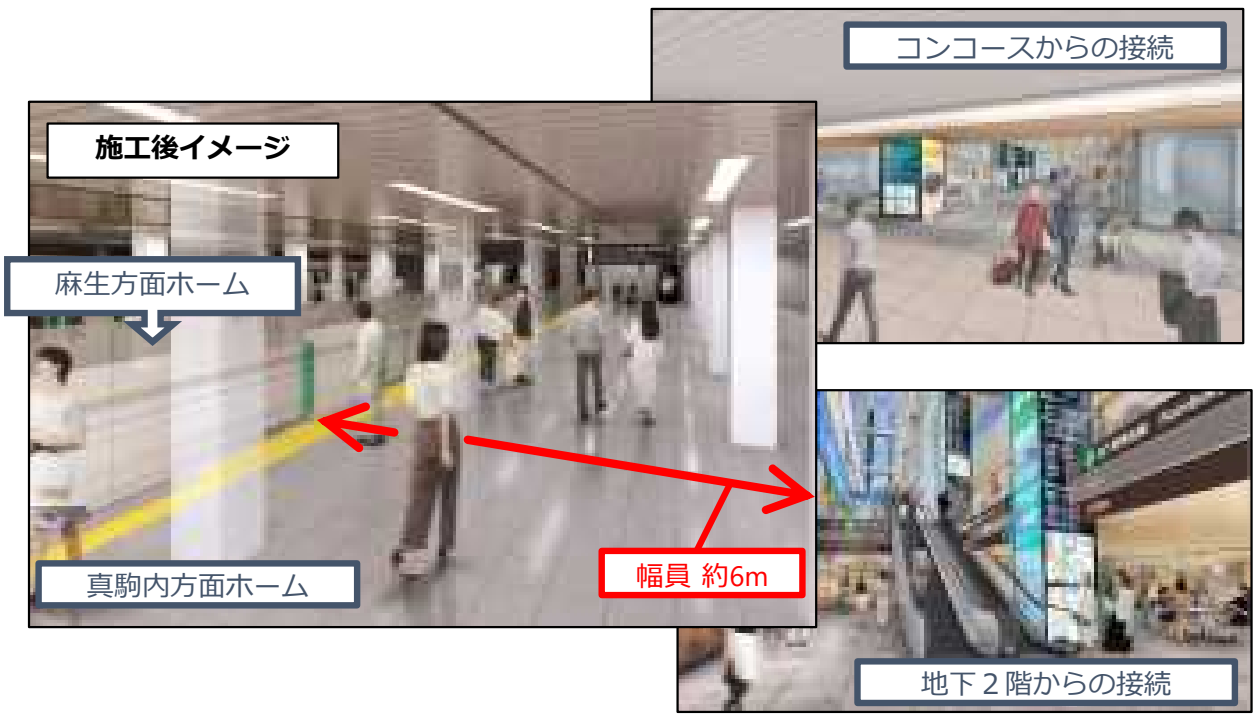 コンコースからの接続
施工後イメージ
麻生方面ホーム
幅員 約6m
真駒内方面ホーム
地下２階からの接続